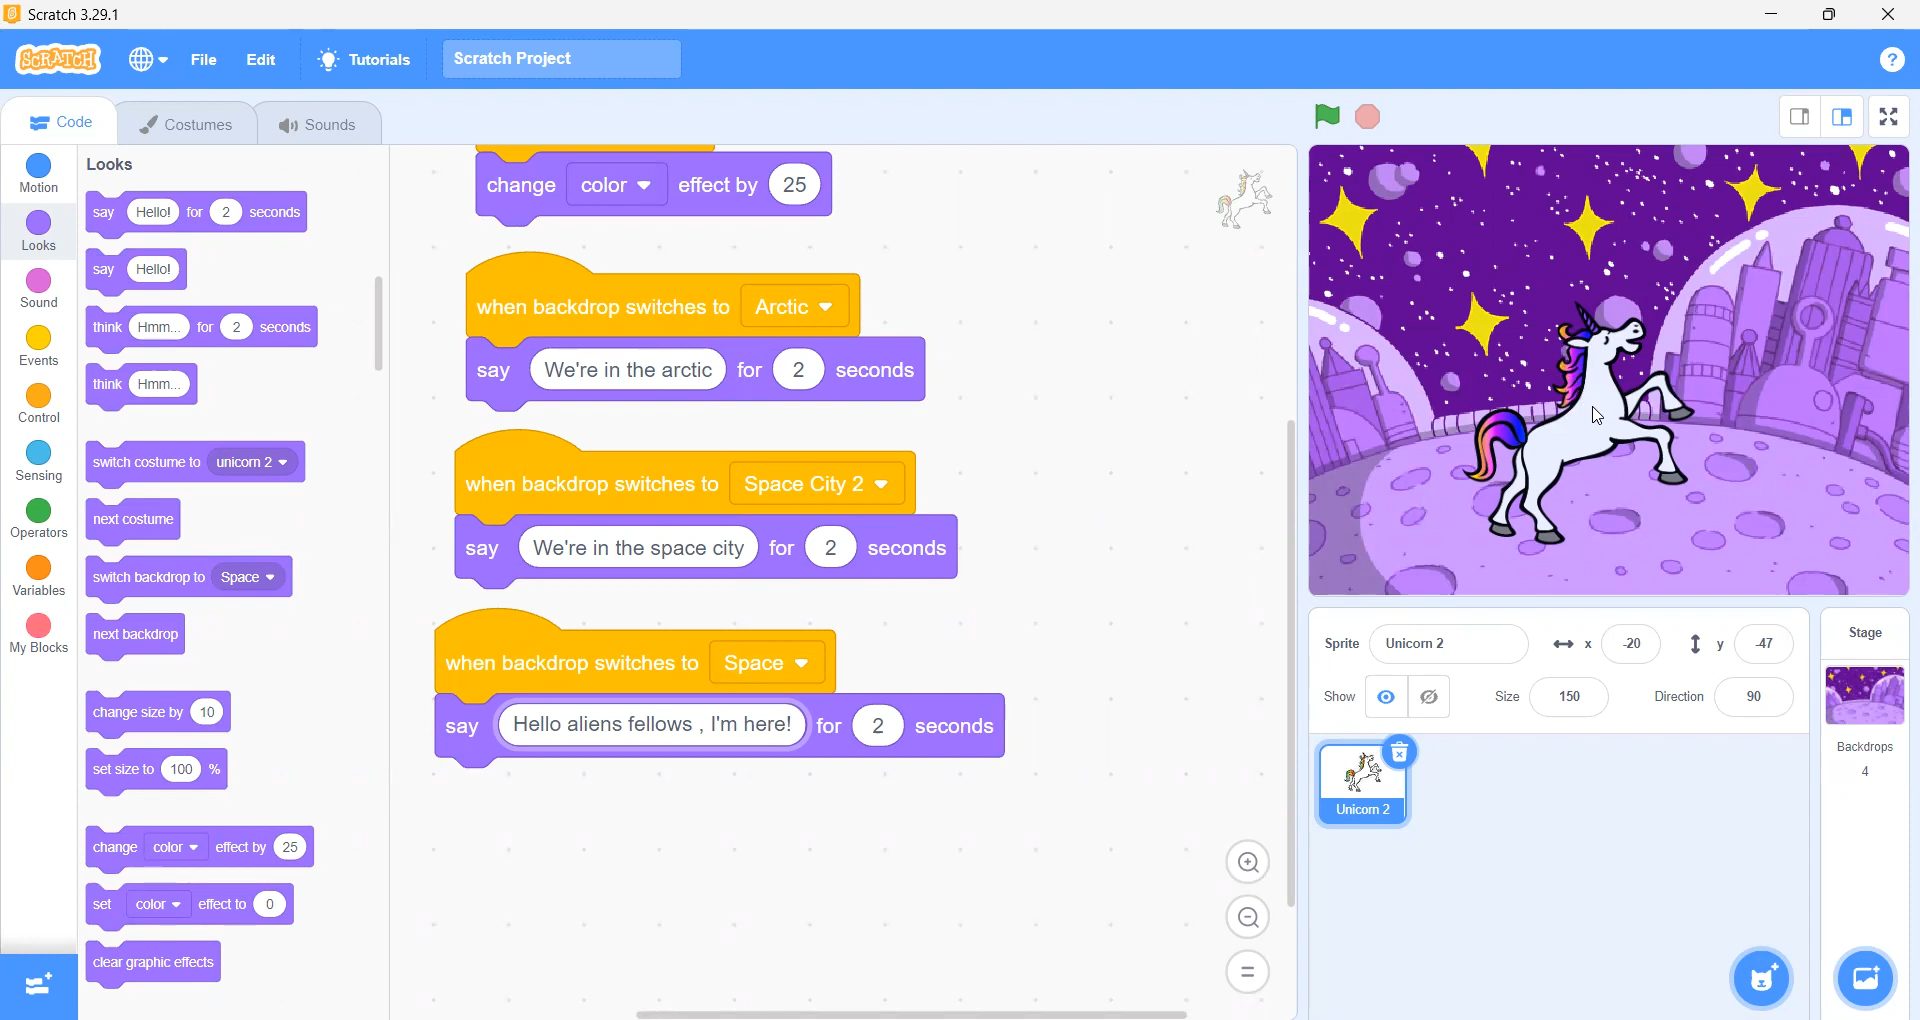 Scratch 3.29.1
SCRATCH
File
Edit
Tutorials
Scratch Project
?
Code
Costumes
Sounds
Motion
Looks
Sound
Events
Control
Sensing
Operators
Variables
My Blocks
Looks
say Hello! for 2 seconds
say Hello!
think Hmm... for 2 seconds
think Hmm...
switch costume to unicorn 2
next costume
switch backdrop to Space
next backdrop
change size by 10
set size to 100 %
change color effect by 25
set color effect to 0
clear graphic effects
change color effect by 25
when backdrop switches to Arctic
say We're in the arctic for 2 seconds
when backdrop switches to Space City 2
say We're in the space city for 2 seconds
when backdrop switches to Space
say Hello aliens fellows , I'm here! for 2 seconds
Sprite Unicorn 2 x -20 y -47
Show Size 150 Direction 90
Unicorn 2
Stage
Backdrops
4